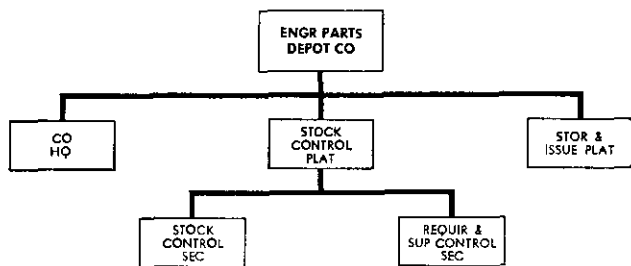 ENGR PARTS
DEPOT CO
CO
HQ
STOCK
CONTROL
PLAT
STOR &
ISSUE PLAT
STOCK
CONTROL
SEC
REQUIR &
SUP CONTROL
SEC